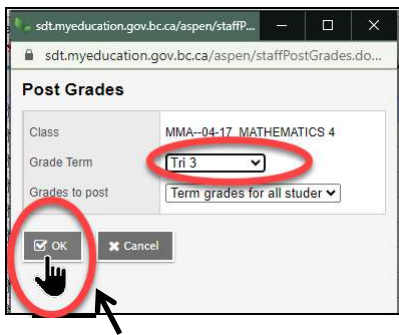 sdt.myeducation.gov.bc.ca/aspen/staffP...
sdt.myeducation.gov.bc.ca/aspen/staffPostGrades.do...
Post Grades
Class MMA--04-17 MATHEMATICS 4
Grade Term Tri 3
Grades to post Term grades for all studer
OK Cancel